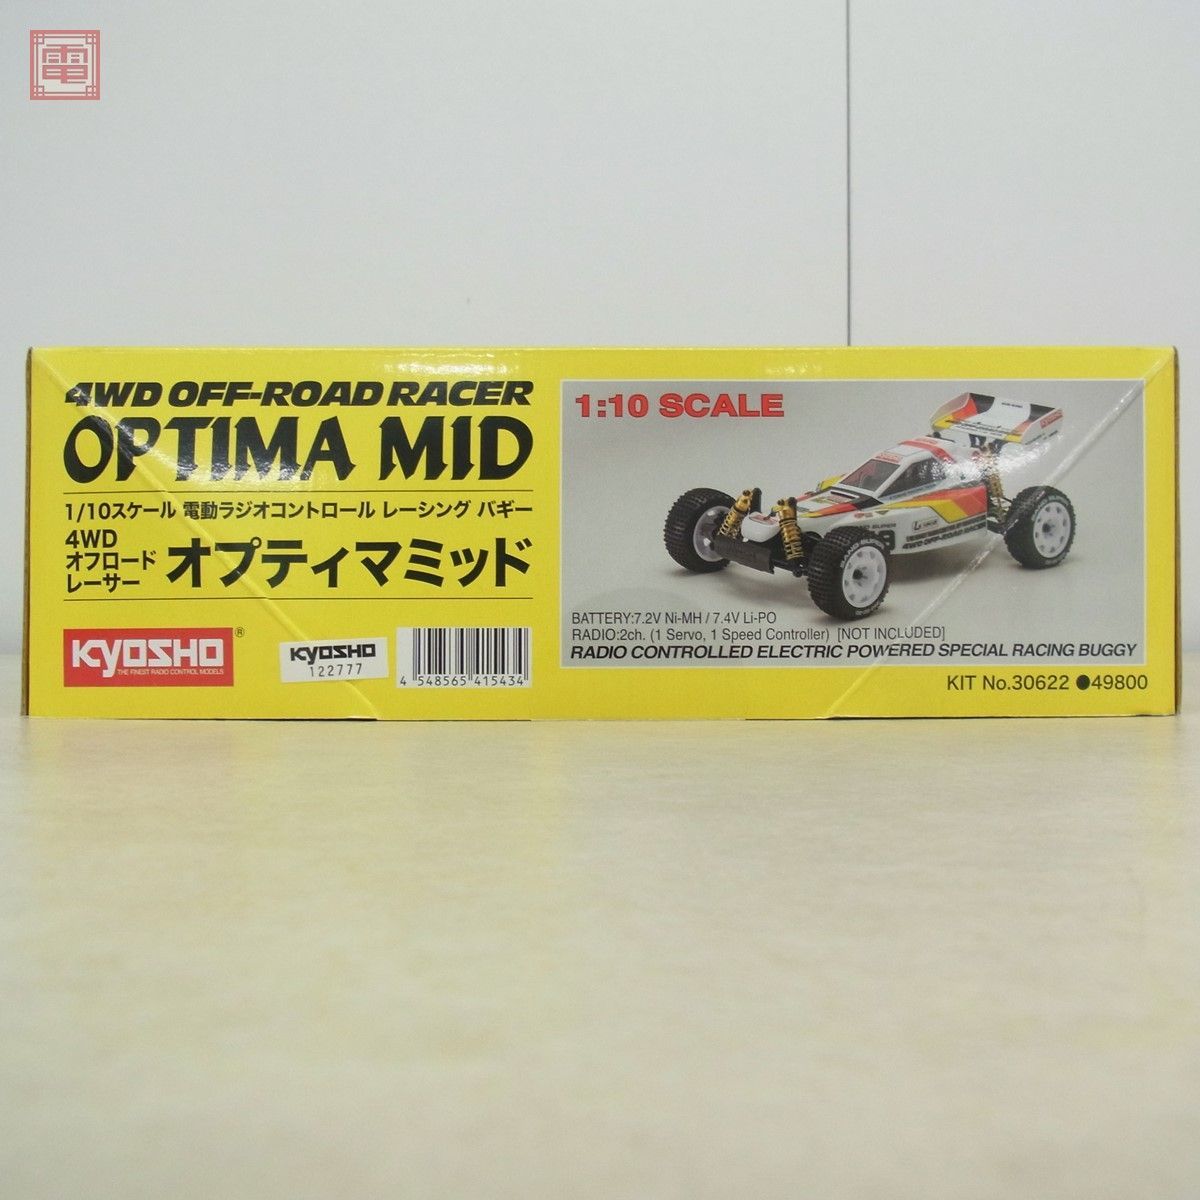 電
4WD OFF-ROAD RACER
OPTIMA MID
1/10スケール 電動ラジオコントロール レーシング バギー
4WD
オフロード
レーサー
オプティマミッド
KYOSHO®
THE FINEST RADIO CONTROL MODELS
KYOSHO
122777
4 548565 415434
1:10 SCALE
BATTERY:7.2V Ni-MH / 7.4V Li-PO
RADIO:2ch. (1 Servo, 1 Speed Controller) [NOT INCLUDED]
RADIO CONTROLLED ELECTRIC POWERED SPECIAL RACING BUGGY
KIT No.30622 ●49800